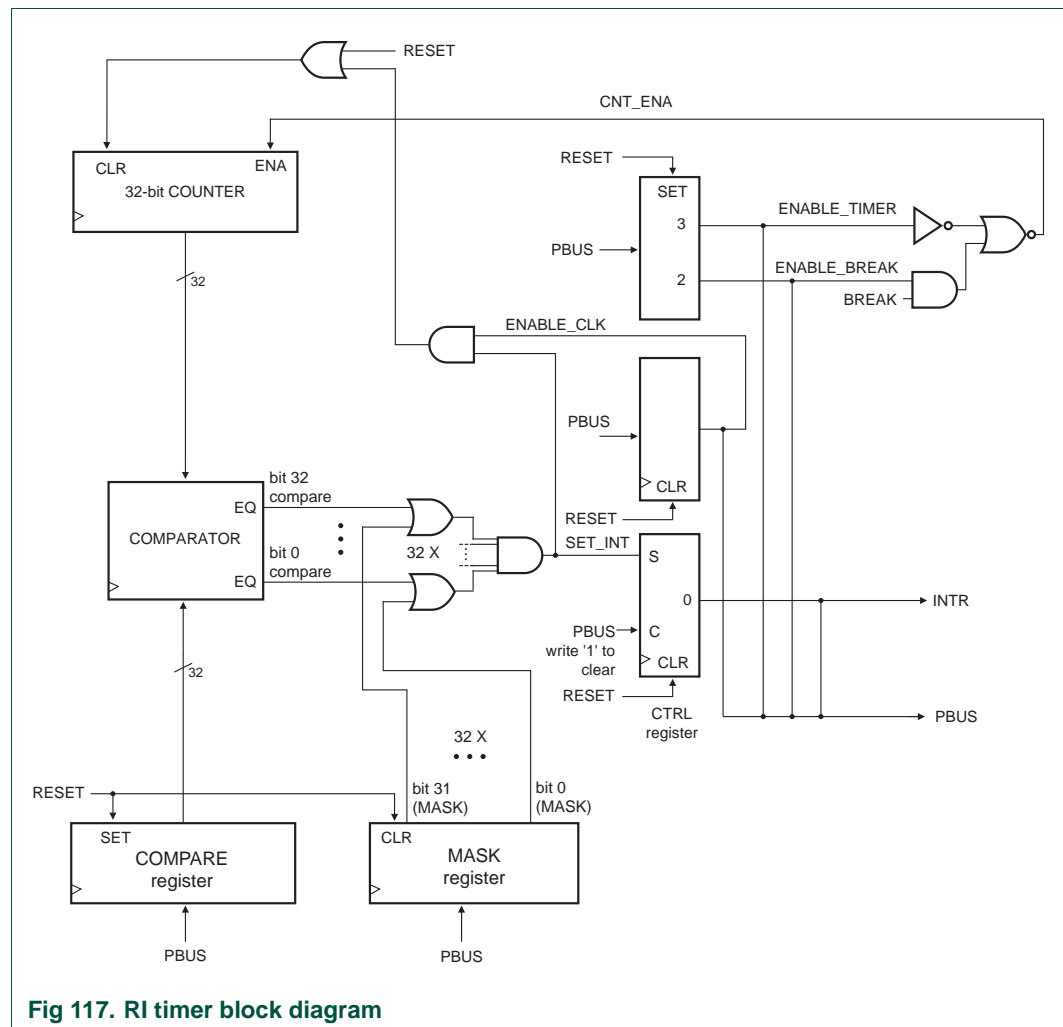 RESET
CNT_ENA
CLR
ENA
32-bit COUNTER
RESET
SET
3
ENABLE_TIMER
PBUS
2
ENABLE_BREAK
BREAK
32
ENABLE_CLK
PBUS
CLR
RESET
bit 32
compare
EQ
COMPARATOR
32 X
bit 0
compare
EQ
SET_INT
S
0
INTR
PBUS
write '1' to
clear
C
CLR
RESET
CTRL
register
PBUS
32
32 X
RESET
bit 31
(MASK)
bit 0
(MASK)
SET
COMPARE
register
CLR
MASK
register
PBUS
PBUS
Fig 117. RI timer block diagram